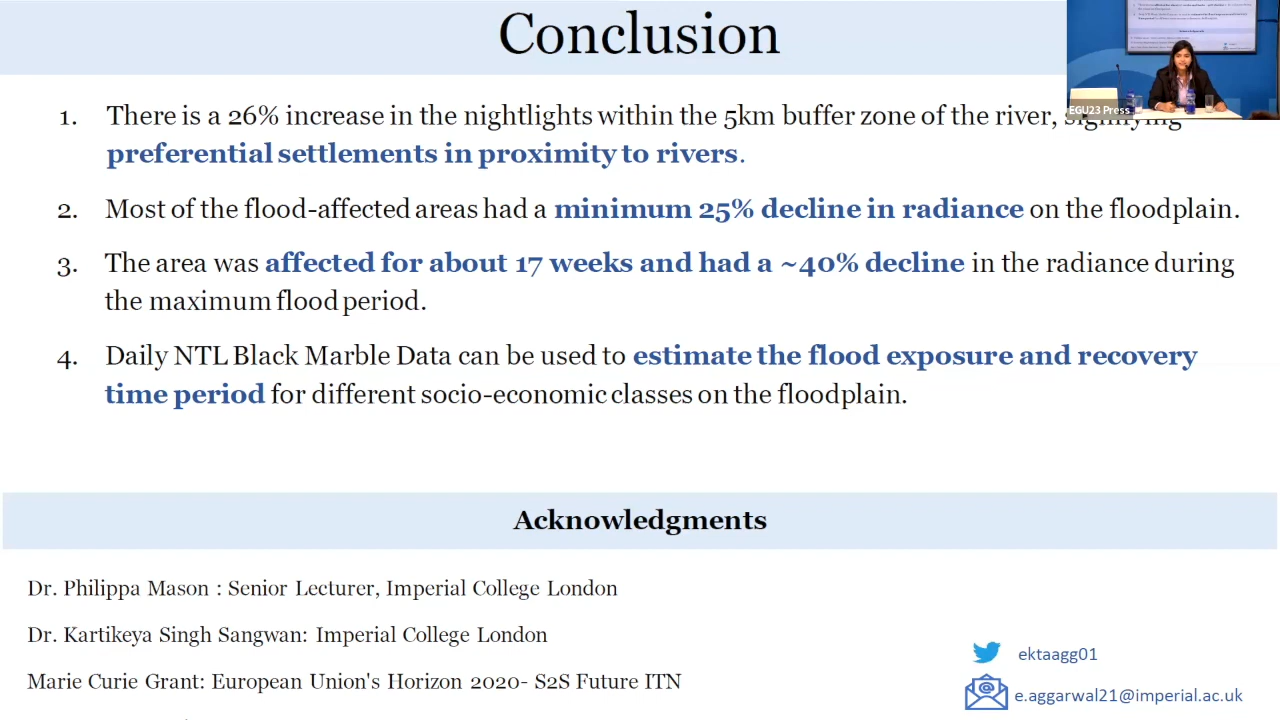 Conclusion
EGU23 Press
1. There is a 26% increase in the nightlights within the 5km buffer zone of the river, signifying
preferential settlements in proximity to rivers.
2. Most of the flood-affected areas had a minimum 25% decline in radiance on the floodplain.
3. The area was affected for about 17 weeks and had a ~40% decline in the radiance during
the maximum flood period.
4. Daily NTL Black Marble Data can be used to estimate the flood exposure and recovery
time period for different socio-economic classes on the floodplain.
Acknowledgments
Dr. Philippa Mason : Senior Lecturer, Imperial College London
Dr. Kartikeya Singh Sangwan: Imperial College London
Marie Curie Grant: European Union's Horizon 2020- S2S Future ITN
ektaagg01
e.aggarwal21@imperial.ac.uk